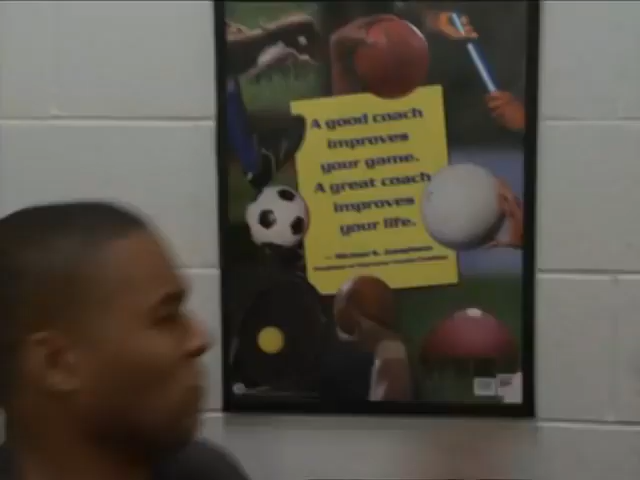 A good coach
improves
your game.
A great coach
improves
your life.